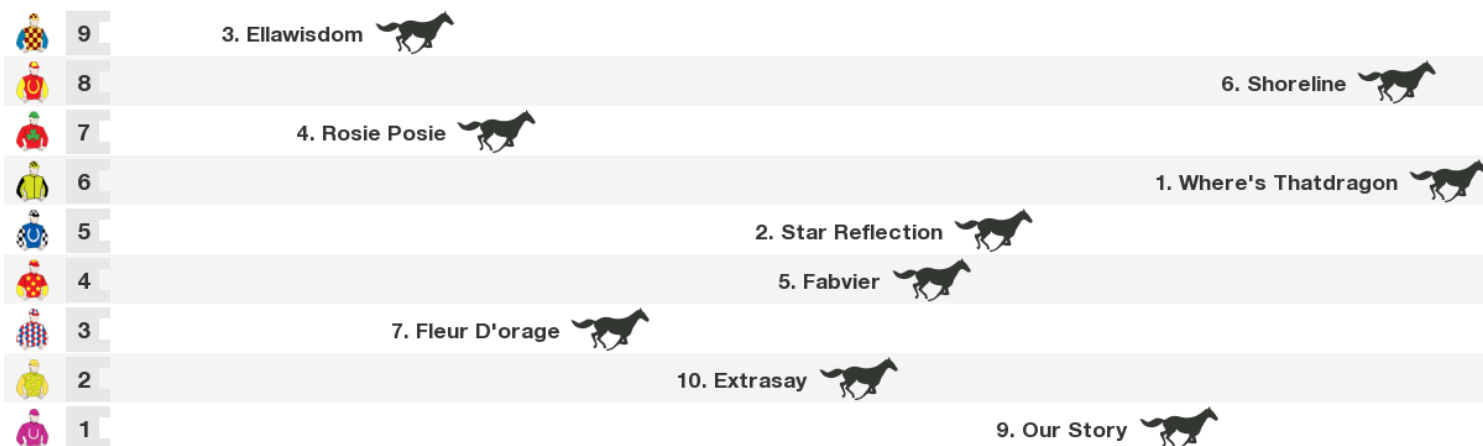 9 3. Ellawisdom
8 6. Shoreline
7 4. Rosie Posie
6 1. Where's Thatdragon
5 2. Star Reflection
4 5. Fabvier
3 7. Fleur D'orage
2 10. Extrasay
1 9. Our Story